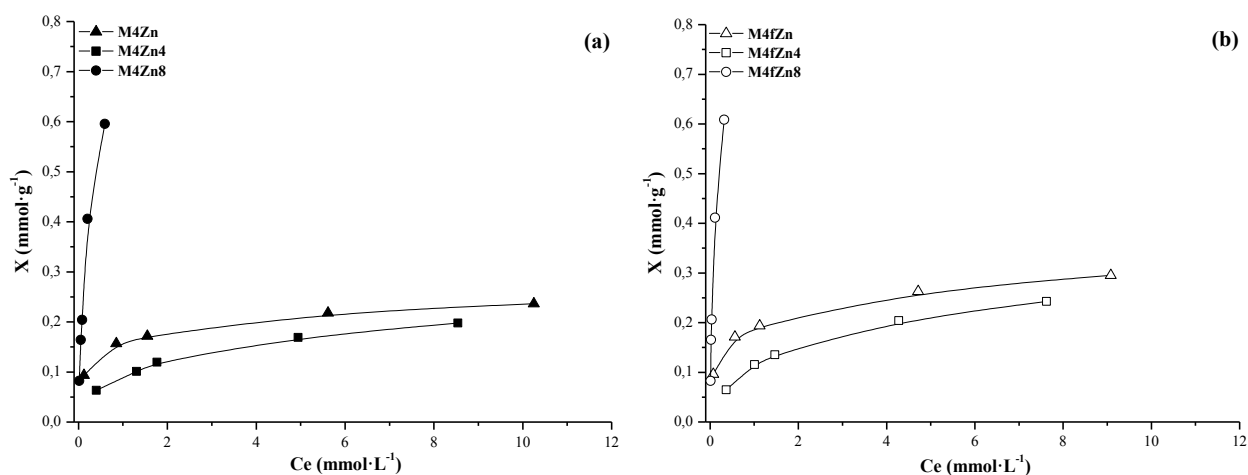 (a)
M4Zn
M4Zn4
M4Zn8
0,8
0,7
0,6
0,5
0,4
0,3
0,2
0,1
0,0
X (mmol·g⁻¹)
0 2 4 6 8 10 12
Ce (mmol·L⁻¹)
(b)
M4fZn
M4fZn4
M4fZn8
0,8
0,7
0,6
0,5
0,4
0,3
0,2
0,1
0,0
X (mmol·g⁻¹)
0 2 4 6 8 10 12
Ce (mmol·L⁻¹)